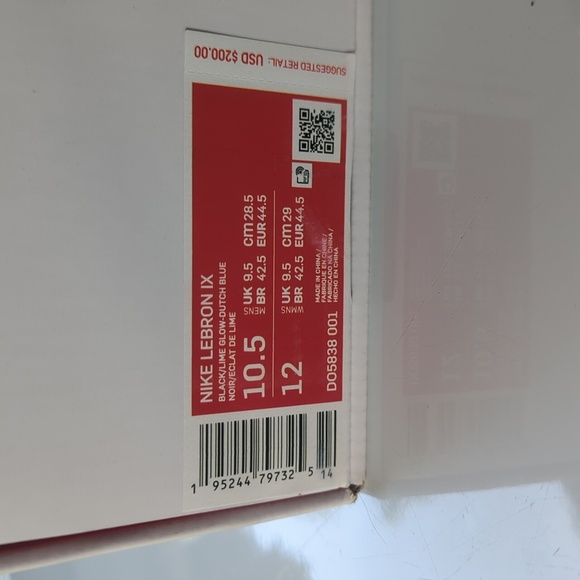 SUGGESTED RETAIL: USD $200.00
NIKE LEBRON IX
BLACK/LIME GLOW-DUTCH BLUE
NOIR/ECLAT DE LIME
10.5 MENS UK 9.5 CM 28.5
BR 42.5 EUR 44.5
12 WMNS UK 9.5 CM 29
BR 42.5 EUR 44.5
MADE IN CHINA /
FABRIQUÉ EN CHINE /
FABRICADO NA CHINA /
HECHO EN CHINA
DO5838 001
1 95244 79732 5 14